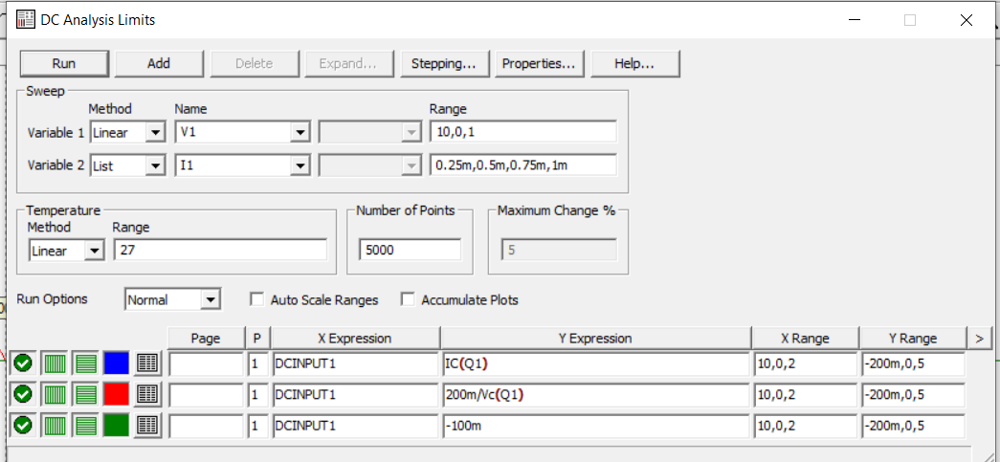 DC Analysis Limits
Run Add Delete Expand... Stepping... Properties... Help...
Sweep
Method Name Range
Variable 1 Linear V1 10,0,1
Variable 2 List I1 0.25m,0.5m,0.75m,1m
Temperature Number of Points Maximum Change %
Method Range
Linear 27 5000 5
Run Options Normal Auto Scale Ranges Accumulate Plots
Page P X Expression Y Expression X Range Y Range >
1 DCINPUT1 IC(Q1) 10,0,2 -200m,0,5
1 DCINPUT1 200m/Vc(Q1) 10,0,2 -200m,0,5
1 DCINPUT1 -100m 10,0,2 -200m,0,5